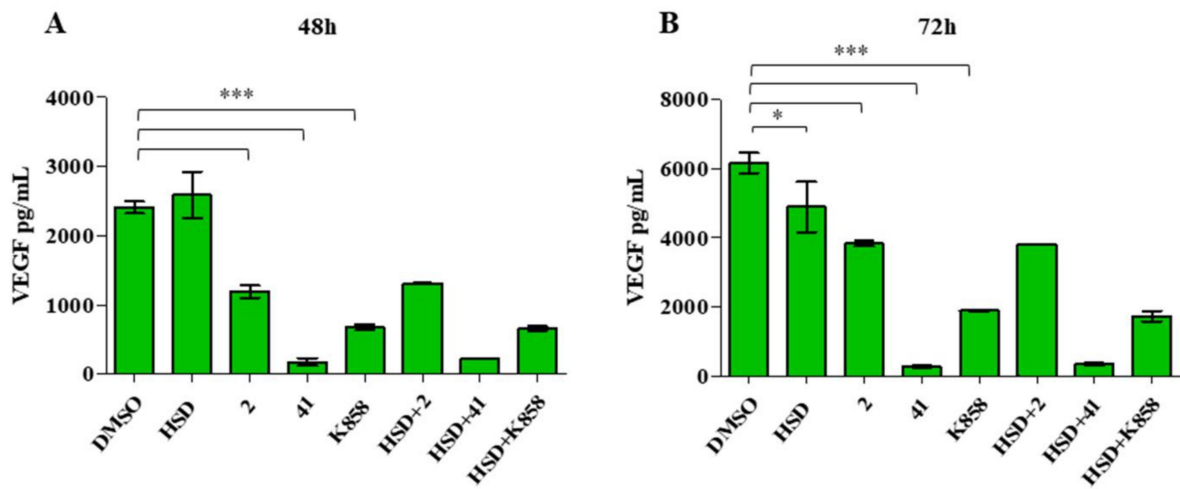 A
48h
***
4000
3000
2000
1000
0
VEGF pg/mL
DMSO
HSD
2
41
K858
HSD+2
HSD+41
HSD+K858
B
72h
***
*
8000
6000
4000
2000
0
VEGF pg/mL
DMSO
HSD
2
41
K858
HSD+2
HSD+41
HSD+K858